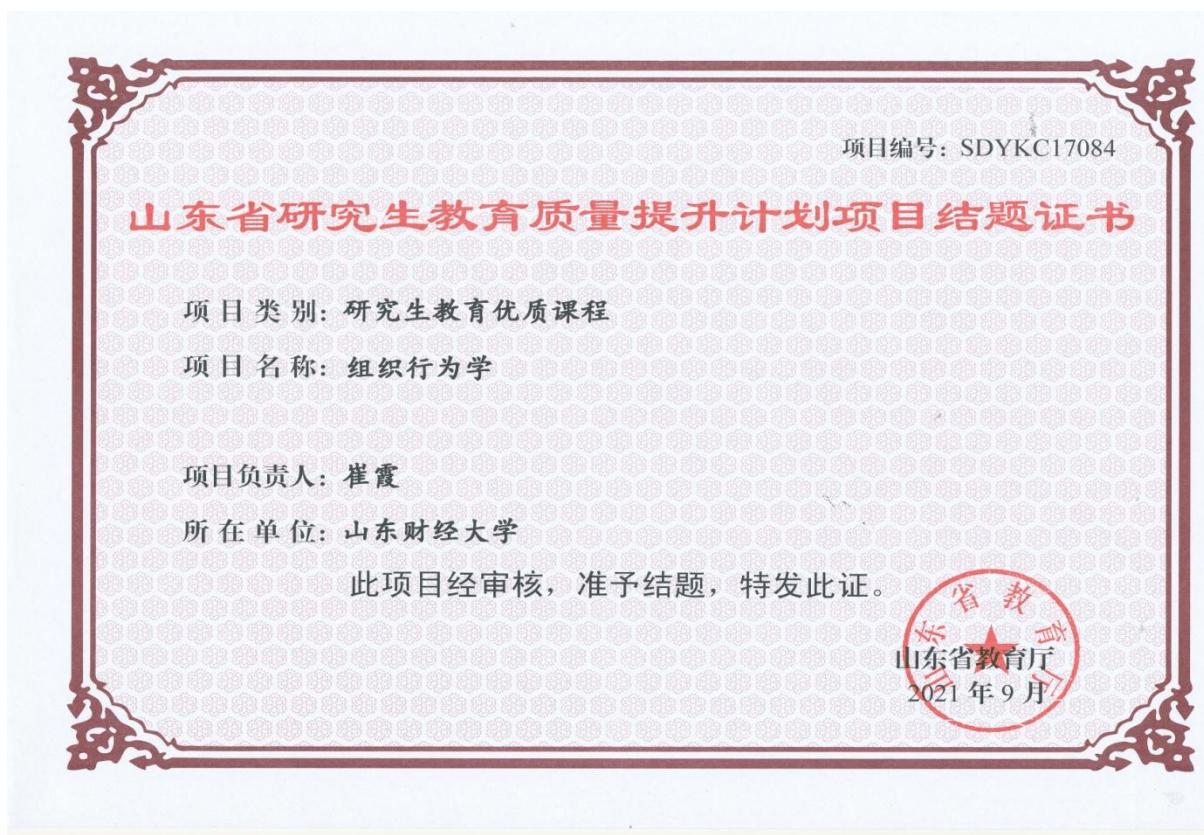 项目编号：SDYKC17084
山东省研究生教育质量提升计划项目结题证书
项目类别：研究生教育优质课程
项目名称：组织行为学
项目负责人：崔霞
所在单位：山东财经大学
此项目经审核，准予结题，特发此证。
山东省教育厅
山东省教育厅
2021 年 9 月